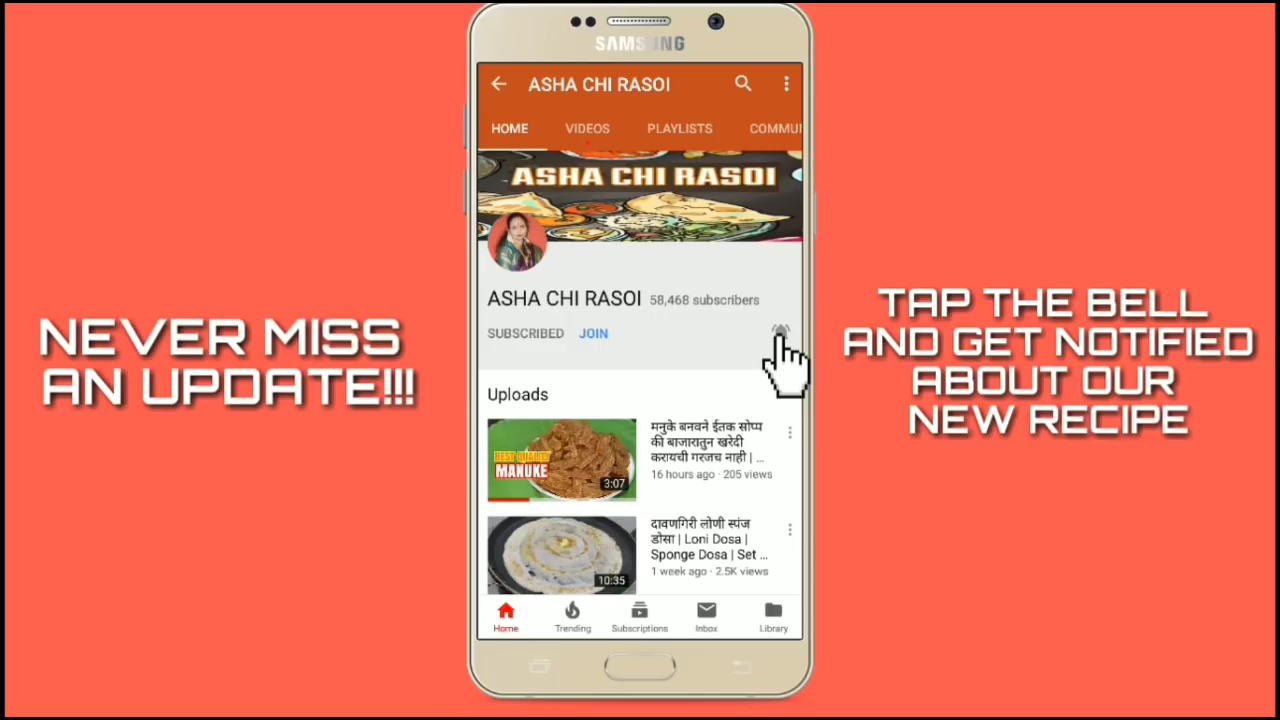 NEVER MISS
AN UPDATE!!!
SAMSUNG
ASHA CHI RASOI
HOME VIDEOS PLAYLISTS COMMUI
ASHA CHI RASOI
ASHA CHI RASOI 58,468 subscribers
SUBSCRIBED JOIN
Uploads
BEST QUALITY
MANUKE
3:07
मनुके बनवने ईतक सोप्प
की बाजारातुन खरेदी
करायची गरजच नाही | ...
16 hours ago · 205 views
10:35
दावणगिरी लोणी स्पंज
डोसा | Loni Dosa |
Sponge Dosa | Set ...
1 week ago · 2.5K views
Home Trending Subscriptions Inbox Library
TAP THE BELL
AND GET NOTIFIED
ABOUT OUR
NEW RECIPE